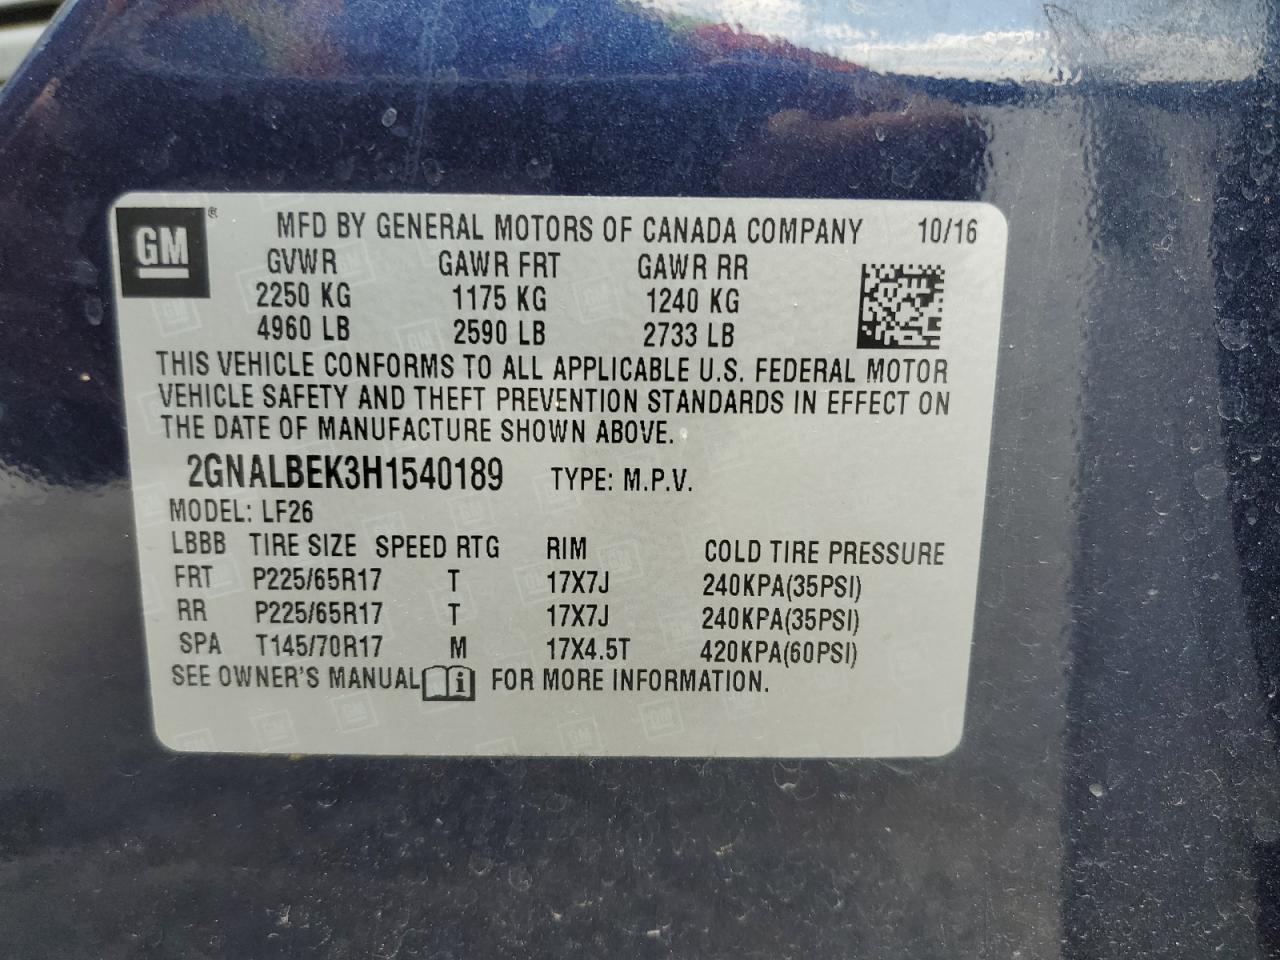 GM ® MFD BY GENERAL MOTORS OF CANADA COMPANY 10/16
GVWR GAWR FRT GAWR RR
2250 KG 1175 KG 1240 KG
4960 LB 2590 LB 2733 LB
THIS VEHICLE CONFORMS TO ALL APPLICABLE U.S. FEDERAL MOTOR
VEHICLE SAFETY AND THEFT PREVENTION STANDARDS IN EFFECT ON
THE DATE OF MANUFACTURE SHOWN ABOVE.
2GNALBEK3H1540189 TYPE: M.P.V.
MODEL: LF26
LBBB TIRE SIZE SPEED RTG RIM COLD TIRE PRESSURE
FRT P225/65R17 T 17X7J 240KPA(35PSI)
RR P225/65R17 T 17X7J 240KPA(35PSI)
SPA T145/70R17 M 17X4.5T 420KPA(60PSI)
SEE OWNER'S MANUAL i FOR MORE INFORMATION.